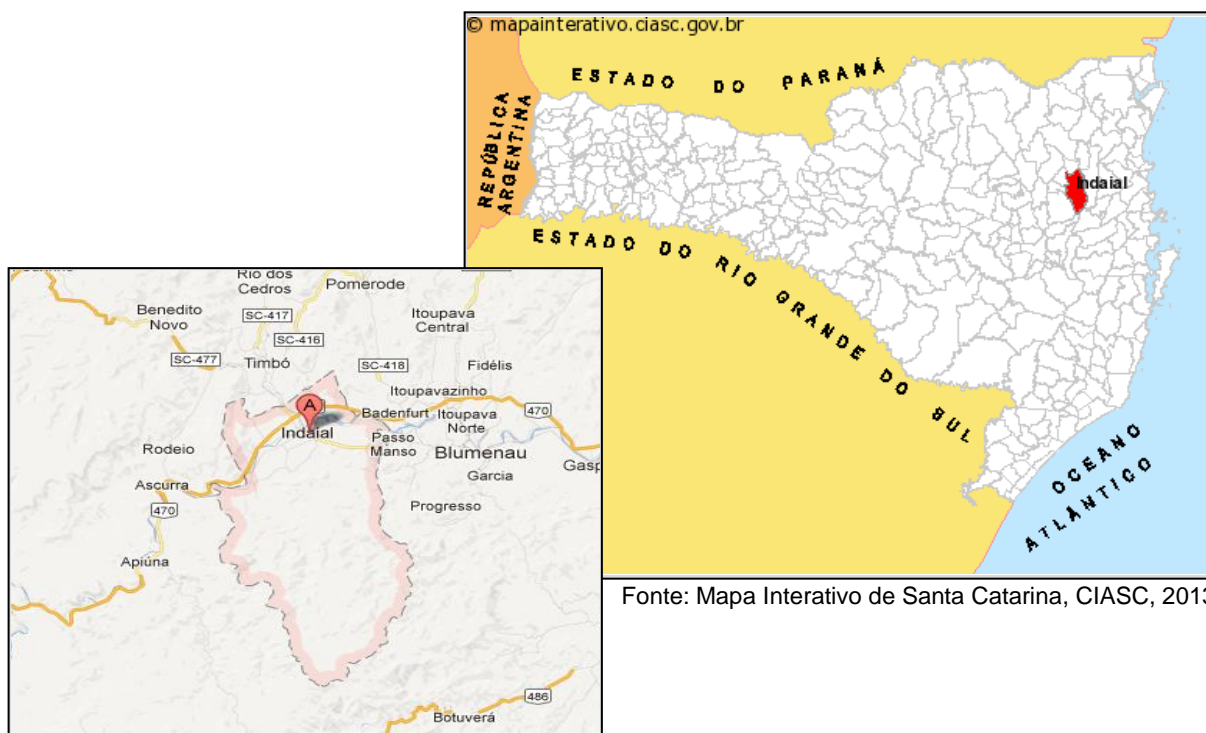 © mapainterativo.ciasc.gov.br
ESTADO DO PARANÁ
REPÚBLICA
ARGENTINA
Indaial
ESTADO DO RIO GRANDE DO SUL
OCEANO
ATLÂNTICO
Fonte: Mapa Interativo de Santa Catarina, CIASC, 2013
Rio dos
Cedros
Pomerode
Benedito
Novo
SC-417
Itoupava
Central
SC-416
SC-477
Timbó
SC-418
Fidélis
Itoupavazinho
A
Badenfurt
Itoupava
Norte
470
Indaial
Passo
Manso
Blumenau
Rodeio
Garcia
Gasp
Ascurra
Progresso
470
Apiúna
486
Botuverá